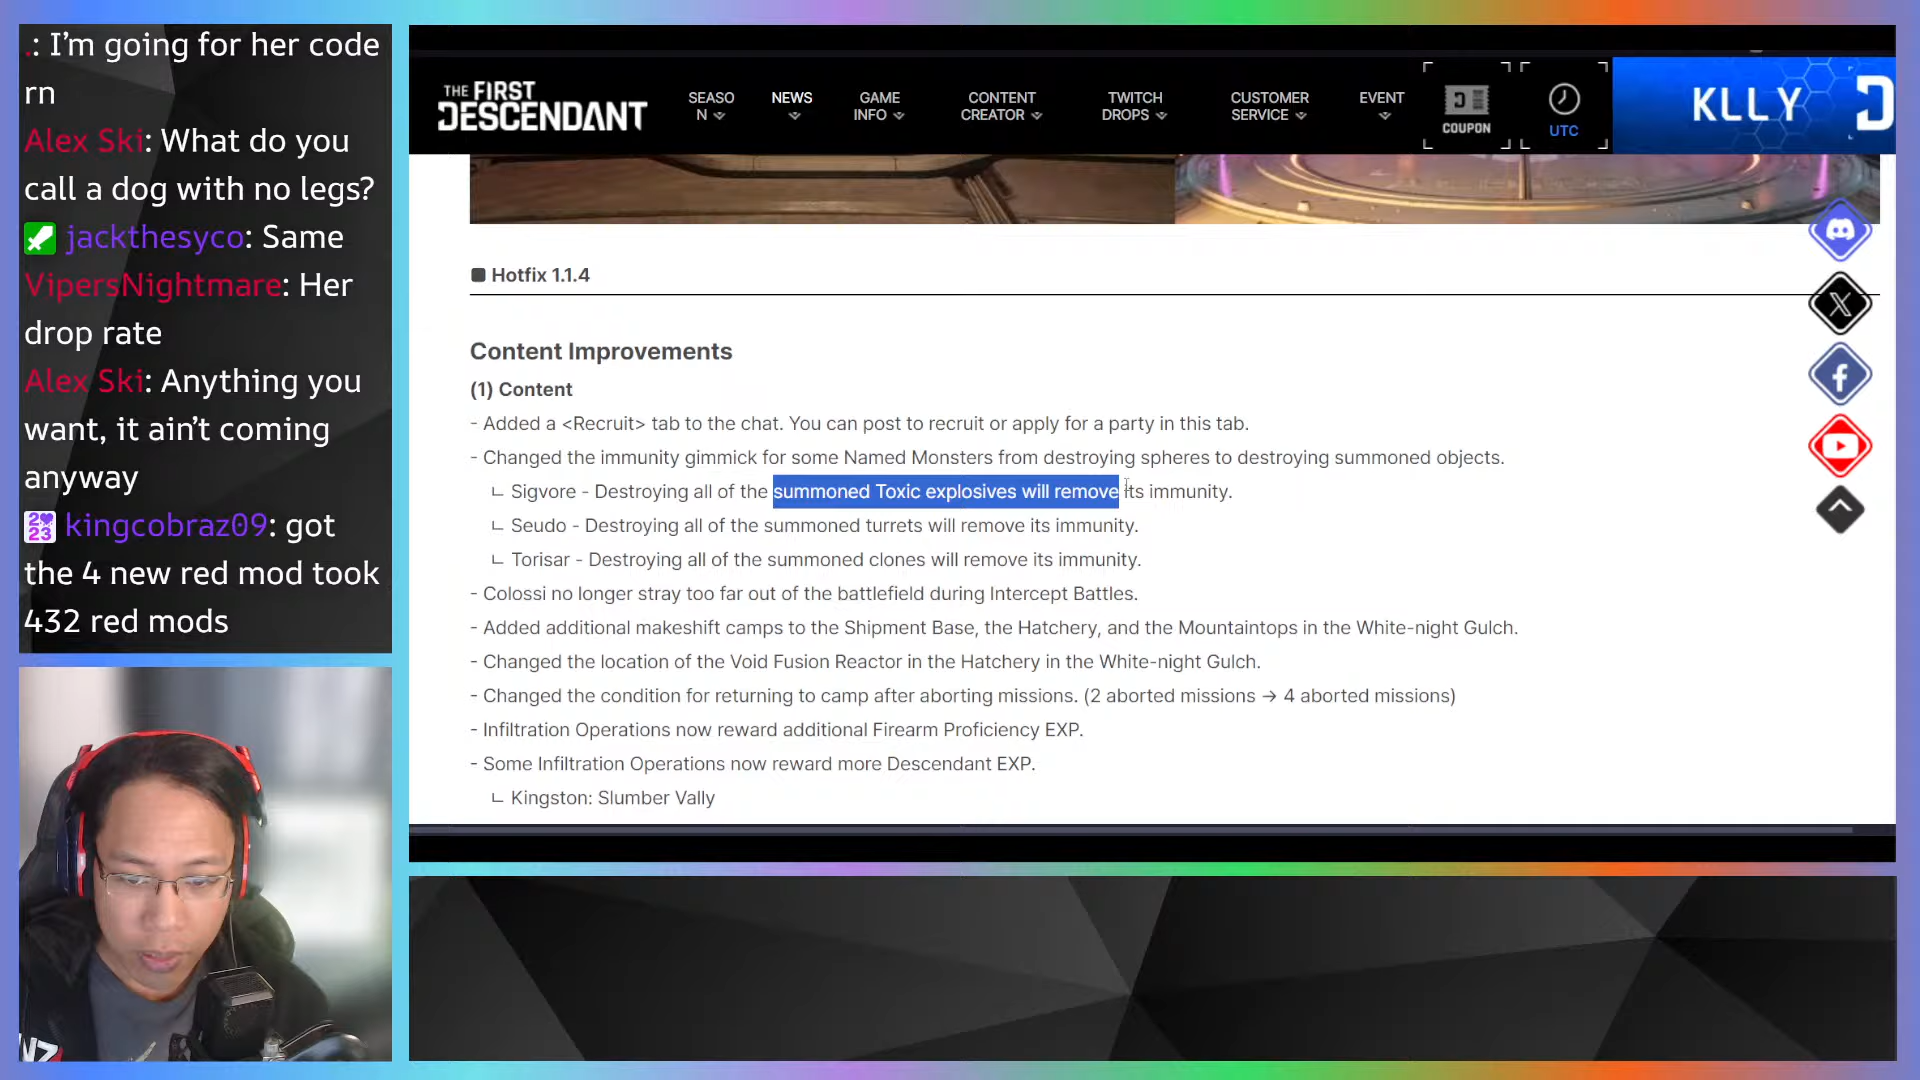 .: I’m going for her code
rn
Alex Ski: What do you
call a dog with no legs?
jackthesyco: Same
VipersNightmare: Her
drop rate
Alex Ski: Anything you
want, it ain’t coming
anyway
2023 kingcobraz09: got
the 4 new red mod took
432 red mods
THE FIRST
DESCENDANT
SEASO
N
NEWS
GAME
INFO
CONTENT
CREATOR
TWITCH
DROPS
CUSTOMER
SERVICE
EVENT
COUPON
UTC
KLLY
■ Hotfix 1.1.4
Content Improvements
(1) Content
- Added a <Recruit> tab to the chat. You can post to recruit or apply for a party in this tab.
- Changed the immunity gimmick for some Named Monsters from destroying spheres to destroying summoned objects.
ㄴ Sigvore - Destroying all of the summoned Toxic explosives will remove its immunity.
ㄴ Seudo - Destroying all of the summoned turrets will remove its immunity.
ㄴ Torisar - Destroying all of the summoned clones will remove its immunity.
- Colossi no longer stray too far out of the battlefield during Intercept Battles.
- Added additional makeshift camps to the Shipment Base, the Hatchery, and the Mountaintops in the White-night Gulch.
- Changed the location of the Void Fusion Reactor in the Hatchery in the White-night Gulch.
- Changed the condition for returning to camp after aborting missions. (2 aborted missions → 4 aborted missions)
- Infiltration Operations now reward additional Firearm Proficiency EXP.
- Some Infiltration Operations now reward more Descendant EXP.
ㄴ Kingston: Slumber Vally